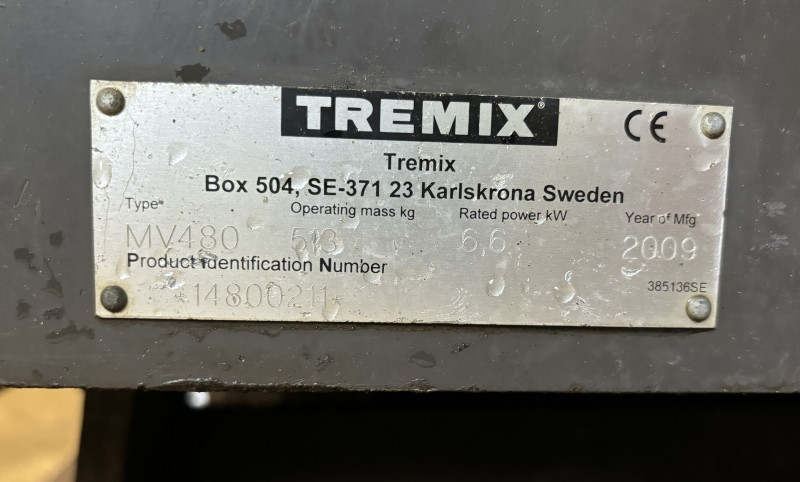 TREMIX®
CE
Tremix
Box 504, SE-371 23 Karlskrona Sweden
Type Operating mass kg Rated power kW Year of Mfg
MV480 513 6,6 2009
Product Identification Number
*14800211*
385136SE